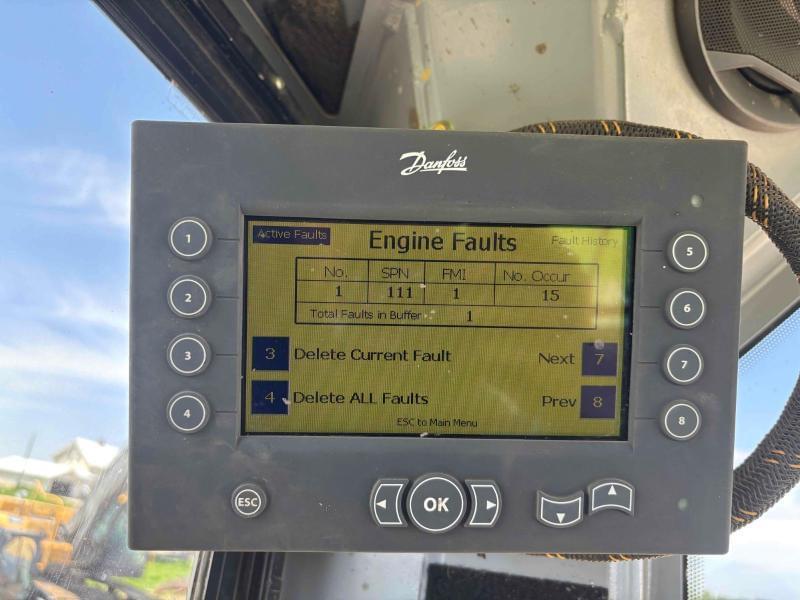 Danfoss
Active Faults Engine Faults Fault History
No. SPN FMI No. Occur
1 111 1 15
Total Faults in Buffer 1
3 Delete Current Fault Next 7
4 Delete ALL Faults Prev 8
ESC to Main Menu
1
2
3
4
5
6
7
8
ESC
OK